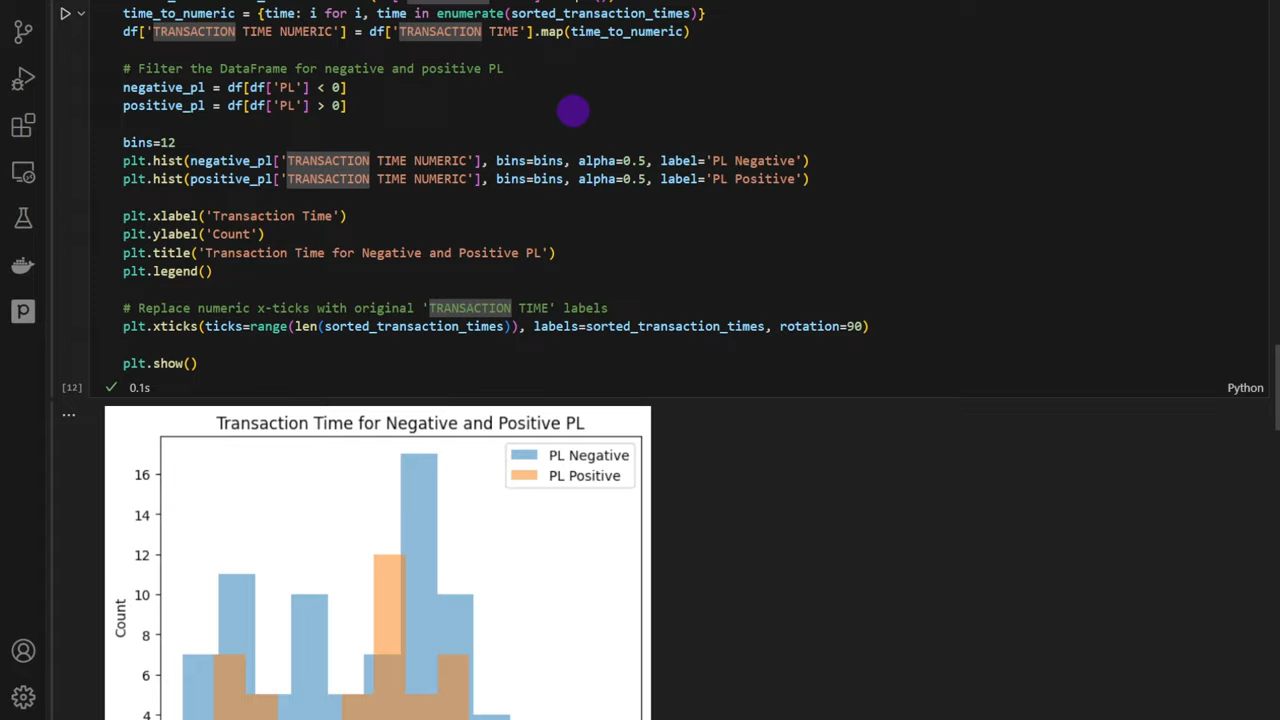 time_to_numeric = {time: i for i, time in enumerate(sorted_transaction_times)}
df['TRANSACTION TIME NUMERIC'] = df['TRANSACTION TIME'].map(time_to_numeric)
# Filter the DataFrame for negative and positive PL
negative_pl = df[df['PL'] < 0]
positive_pl = df[df['PL'] > 0]
bins=12
plt.hist(negative_pl['TRANSACTION TIME NUMERIC'], bins=bins, alpha=0.5, label='PL Negative')
plt.hist(positive_pl['TRANSACTION TIME NUMERIC'], bins=bins, alpha=0.5, label='PL Positive')
plt.xlabel('Transaction Time')
plt.ylabel('Count')
plt.title('Transaction Time for Negative and Positive PL')
plt.legend()
# Replace numeric x-ticks with original 'TRANSACTION TIME' labels
plt.xticks(ticks=range(len(sorted_transaction_times)), labels=sorted_transaction_times, rotation=90)
plt.show()
[12]
0.1s
Python
...
Transaction Time for Negative and Positive PL
PL Negative
PL Positive
16
14
12
10
8
6
4
Count